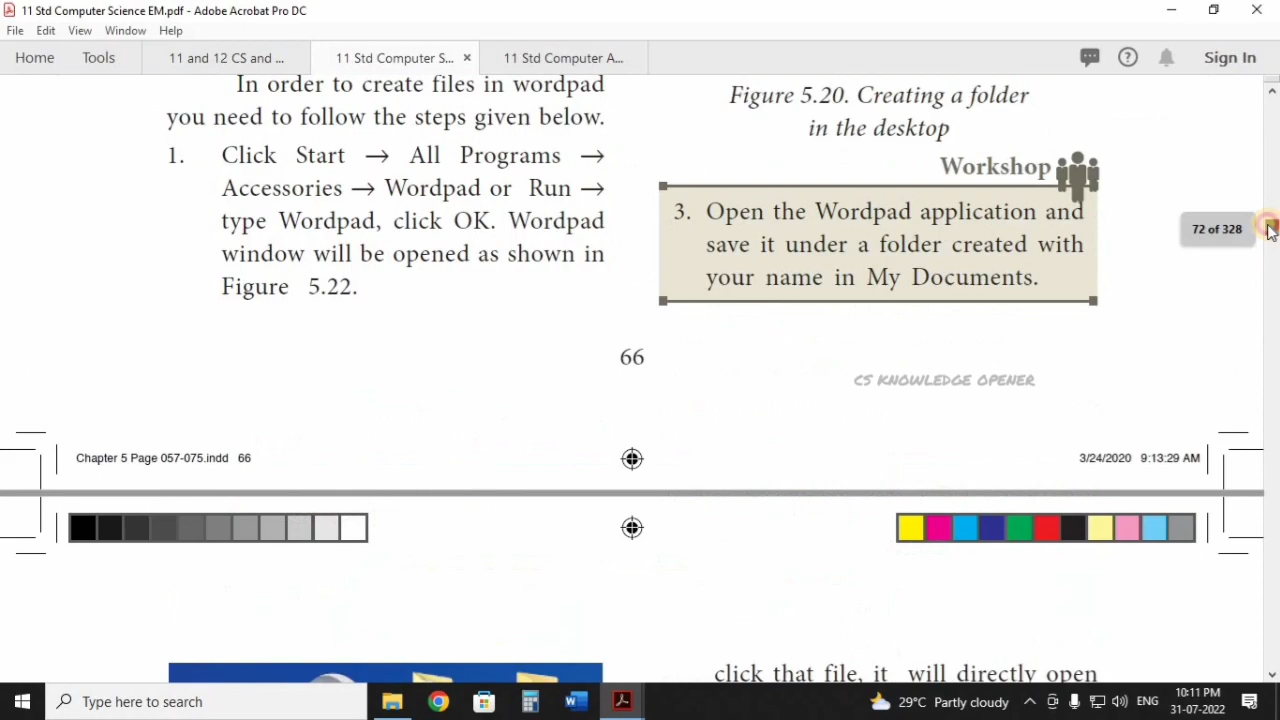 11 Std Computer Science EM.pdf - Adobe Acrobat Pro DC
File Edit View Window Help
Home Tools 11 and 12 CS and ... 11 Std Computer S... × 11 Std Computer A... Sign In
In order to create files in wordpad
you need to follow the steps given below.
1. Click Start → All Programs →
Accessories → Wordpad or Run →
type Wordpad, click OK. Wordpad
window will be opened as shown in
Figure 5.22.
Figure 5.20. Creating a folder
in the desktop
Workshop
3. Open the Wordpad application and
save it under a folder created with
your name in My Documents.
72 of 328
66
CS KNOWLEDGE OPENER
Chapter 5 Page 057-075.indd 66
3/24/2020 9:13:29 AM
click that file, it will directly open
Type here to search
29°C Partly cloudy
ENG
10:11 PM
31-07-2022